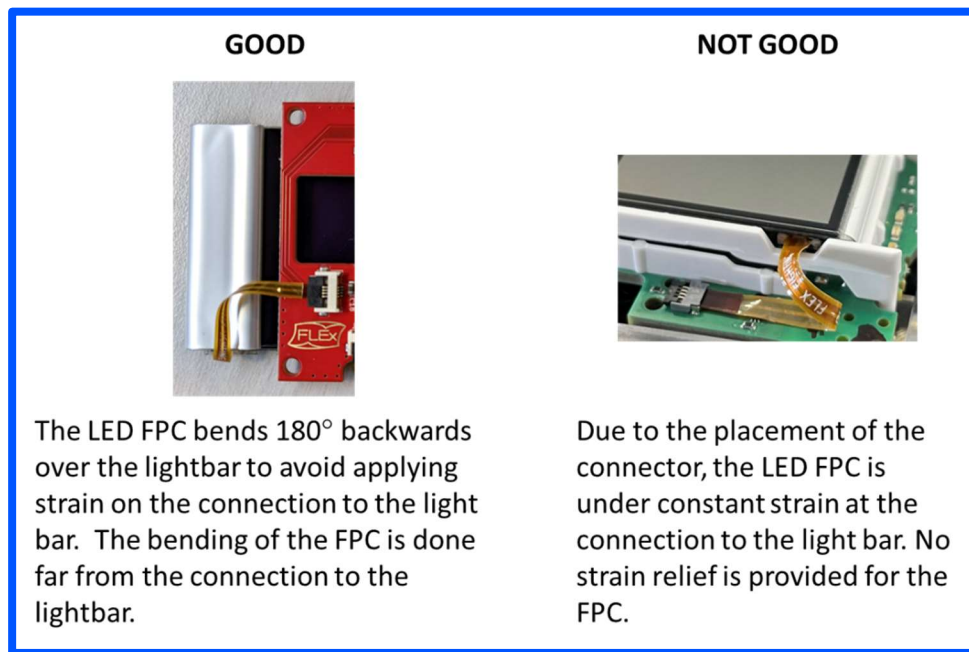 GOOD
The LED FPC bends 180° backwards
over the lightbar to avoid applying
strain on the connection to the light
bar.  The bending of the FPC is done
far from the connection to the
lightbar.
FLEx
NOT GOOD
FLEX
Due to the placement of the
connector, the LED FPC is
under constant strain at the
connection to the light bar. No
strain relief is provided for the
FPC.